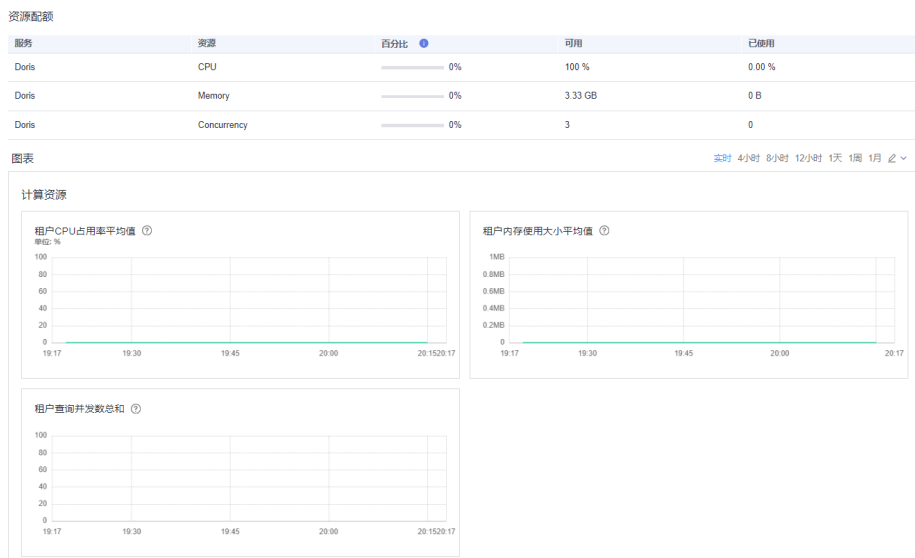 资源配额
服务 资源 百分比 可用 已使用
Doris CPU 0% 100 % 0.00 %
Doris Memory 0% 3.33 GB 0 B
Doris Concurrency 0% 3 0
图表 实时 4小时 8小时 12小时 1天 1周 1月
计算资源
租户CPU占用率平均值
单位: %
100
80
60
40
20
0
19:17 19:30 19:45 20:00 20:15 20:17
租户内存使用大小平均值
1MB
0.8MB
0.6MB
0.4MB
0.2MB
0
19:17 19:30 19:45 20:00 20:17
租户查询并发数总和
100
80
60
40
20
0
19:17 19:30 19:45 20:00 20:15 20:17